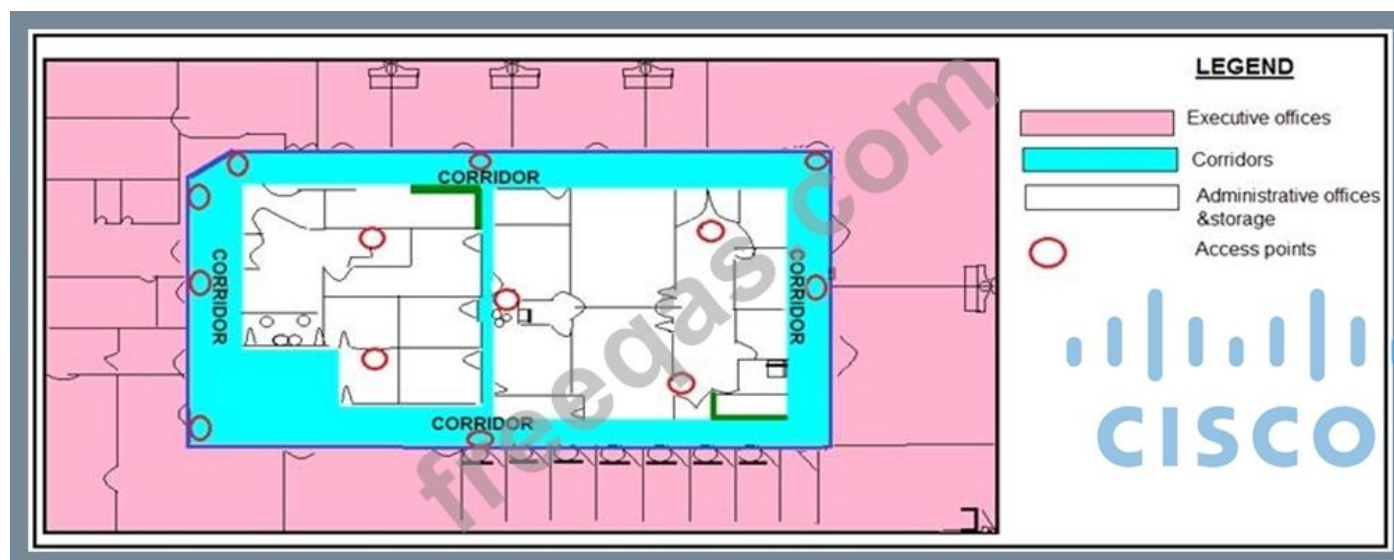 LEGEND
Executive offices
Corridors
Administrative offices
&storage
Access points
CORRIDOR
CORRIDOR
CORRIDOR
CORRIDOR
freeqas.com
CISCO